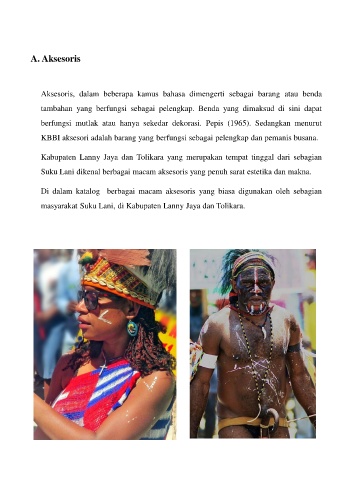 A. Aksesoris
Aksesoris, dalam beberapa kamus bahasa dimengerti sebagai barang atau benda
tambahan yang berfungsi sebagai pelengkap. Benda yang dimaksud di sini dapat
berfungsi mutlak atau hanya sekedar dekorasi. Pepis (1965). Sedangkan menurut
KBBI aksesori adalah barang yang berfungsi sebagai pelengkap dan pemanis busana.
Kabupaten Lanny Jaya dan Tolikara yang merupakan tempat tinggal dari sebagian
Suku Lani dikenal berbagai macam aksesoris yang penuh sarat estetika dan makna.
Di dalam katalog berbagai macam aksesoris yang biasa digunakan oleh sebagian
masyarakat Suku Lani, di Kabupaten Lanny Jaya dan Tolikara.